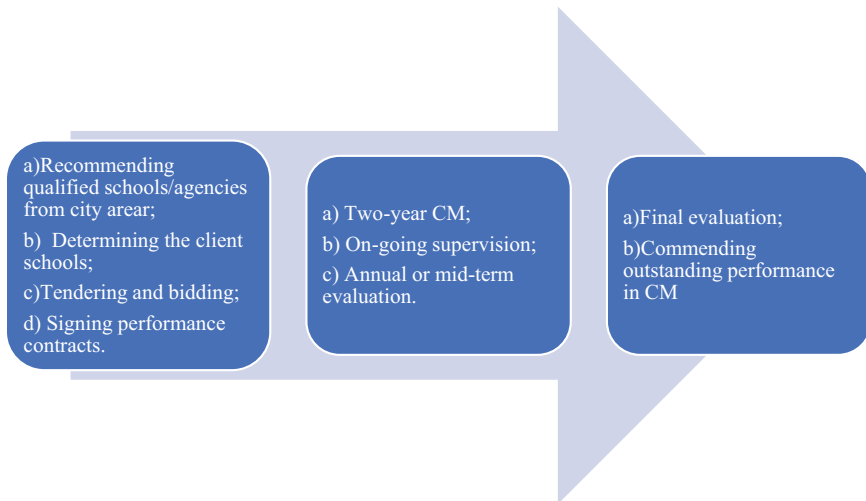 a)Recommending
qualified schools/agencies
from city arear;
b) Determining the client
schools;
c)Tendering and bidding;
d) Signing performance
contracts.
a) Two-year CM;
b) On-going supervision;
c) Annual or mid-term
evaluation.
a)Final evaluation;
b)Commending
outstanding performance
in CM